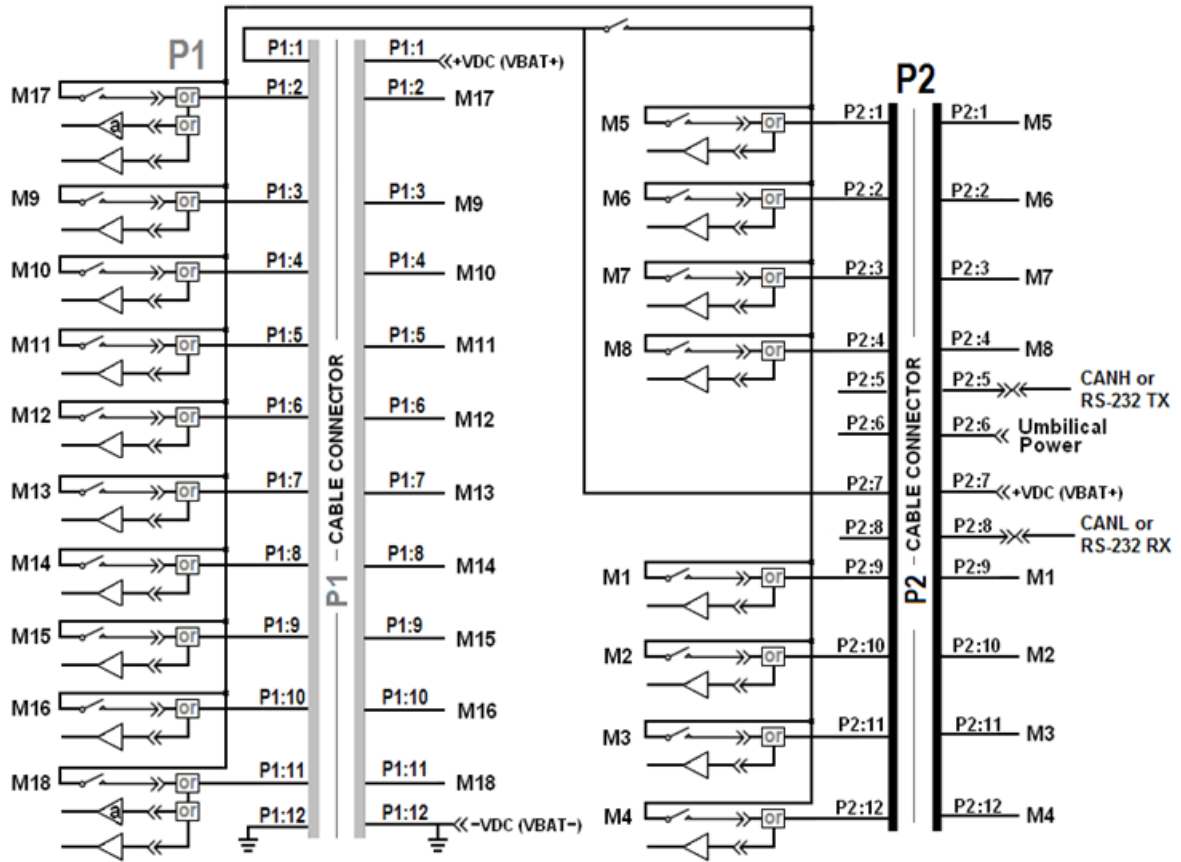 P1
P1:1 P1:1 +VDC (VBAT+)
M17 or P1:2 P1:2 M17
a or
M9 or P1:3 P1:3 M9
M10 or P1:4 P1:4 M10
M11 or P1:5 P1:5 M11
M12 or P1:6 P1:6 M12
M13 or P1:7 P1:7 M13
M14 or P1:8 P1:8 M14
M15 or P1:9 P1:9 M15
M16 or P1:10 P1:10 M16
M18 or P1:11 P1:11 M18
a or
P1:12 P1:12 −VDC (VBAT−)
P1 – CABLE CONNECTOR
P2
M5 or P2:1 P2:1 M5
M6 or P2:2 P2:2 M6
M7 or P2:3 P2:3 M7
M8 or P2:4 P2:4 M8
P2:5 P2:5 CANH or
RS-232 TX
P2:6 P2:6 Umbilical
Power
P2:7 P2:7 +VDC (VBAT+)
P2:8 P2:8 CANL or
RS-232 RX
M1 or P2:9 P2:9 M1
M2 or P2:10 P2:10 M2
M3 or P2:11 P2:11 M3
M4 or P2:12 P2:12 M4
P2 – CABLE CONNECTOR